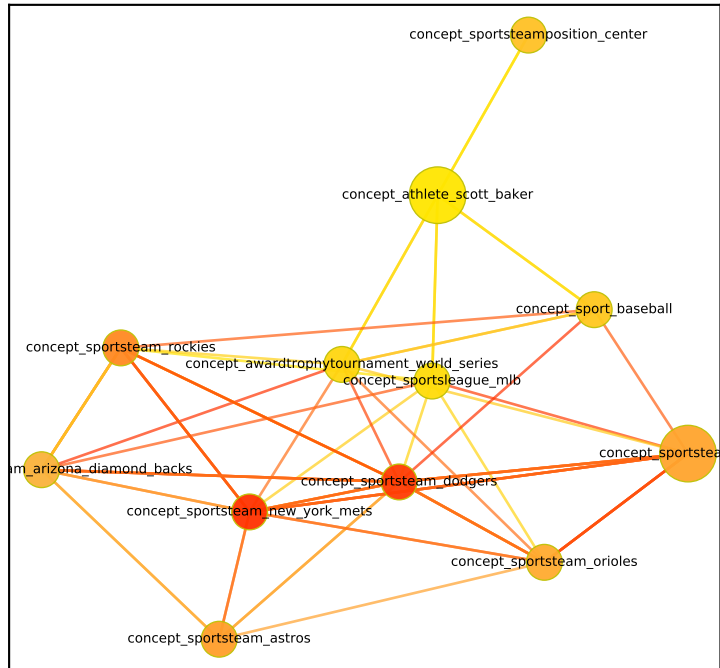 concept_sportsteamposition_center
concept_athlete_scott_baker
concept_sport_baseball
concept_sportsteam_rockies
concept_awardtrophytournament_world_series
concept_sportsleague_mlb
concept_sportstea
am_arizona_diamond_backs
concept_sportsteam_dodgers
concept_sportsteam_new_york_mets
concept_sportsteam_orioles
concept_sportsteam_astros